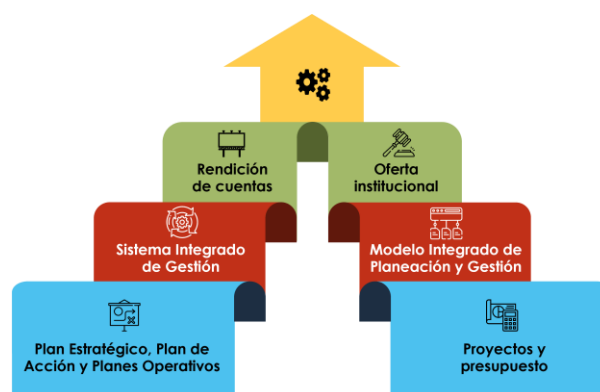 Rendición
de cuentas
Oferta
institucional
Sistema Integrado
de Gestión
Modelo Integrado de
Planeación y Gestión
Plan Estratégico, Plan de
Acción y Planes Operativos
Proyectos y
presupuesto